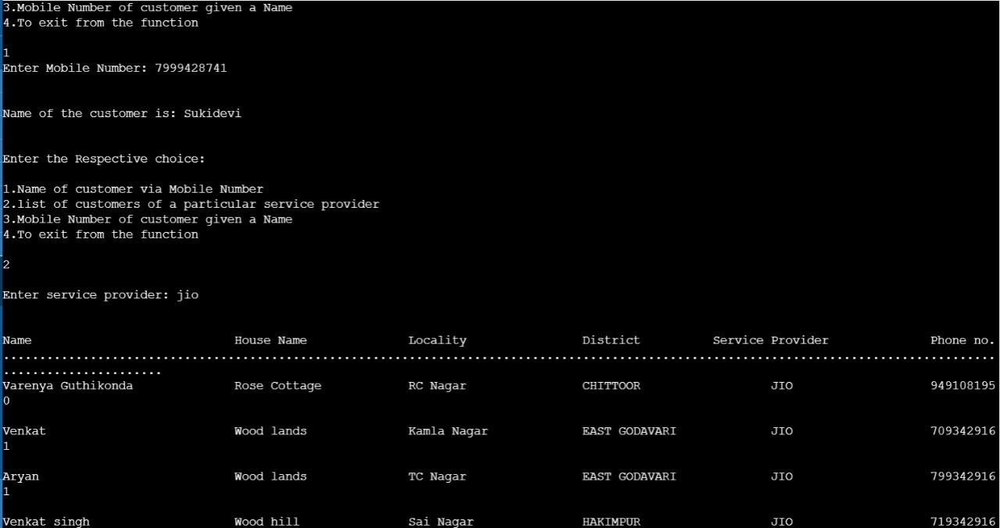 3.Mobile Number of customer given a Name
4.To exit from the function
1
Enter Mobile Number: 7999428741
Name of the customer is: Sukidevi
Enter the Respective choice:
1.Name of customer via Mobile Number
2.list of customers of a particular service provider
3.Mobile Number of customer given a Name
4.To exit from the function
2
Enter service provider: jio
Name House Name Locality District Service Provider Phone no.
.........................................................................................................................................
......................
Varenya Guthikonda Rose Cottage RC Nagar CHITTOOR JIO 949108195
0
Venkat Wood lands Kamla Nagar EAST GODAVARI JIO 709342916
1
Aryan Wood lands TC Nagar EAST GODAVARI JIO 799342916
1
Venkat singh Wood hill Sai Nagar HAKIMPUR JIO 719342916